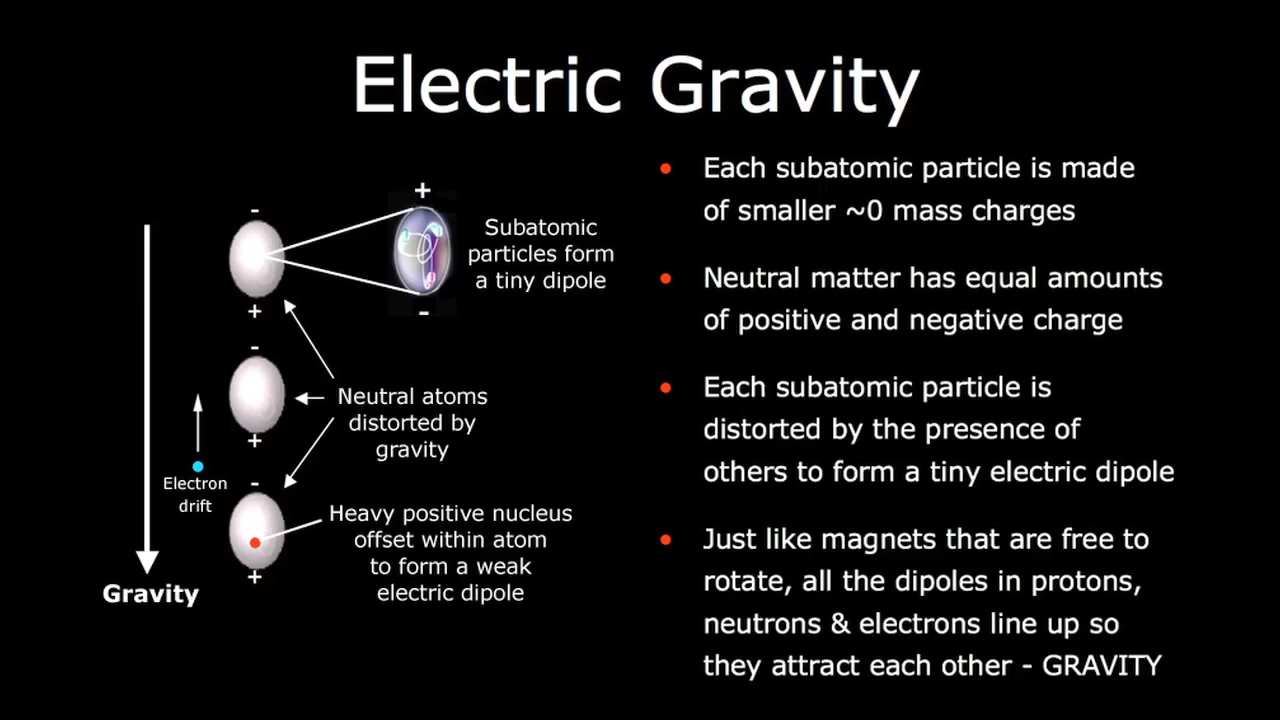 Electric Gravity
-
+
Subatomic
particles form
a tiny dipole
+
-
-
+
Neutral atoms
distorted by
gravity
Electron
drift
-
+
Heavy positive nucleus
offset within atom
to form a weak
electric dipole
Gravity
Each subatomic particle is made
of smaller ~0 mass charges
Neutral matter has equal amounts
of positive and negative charge
Each subatomic particle is
distorted by the presence of
others to form a tiny electric dipole
Just like magnets that are free to
rotate, all the dipoles in protons,
neutrons & electrons line up so
they attract each other - GRAVITY